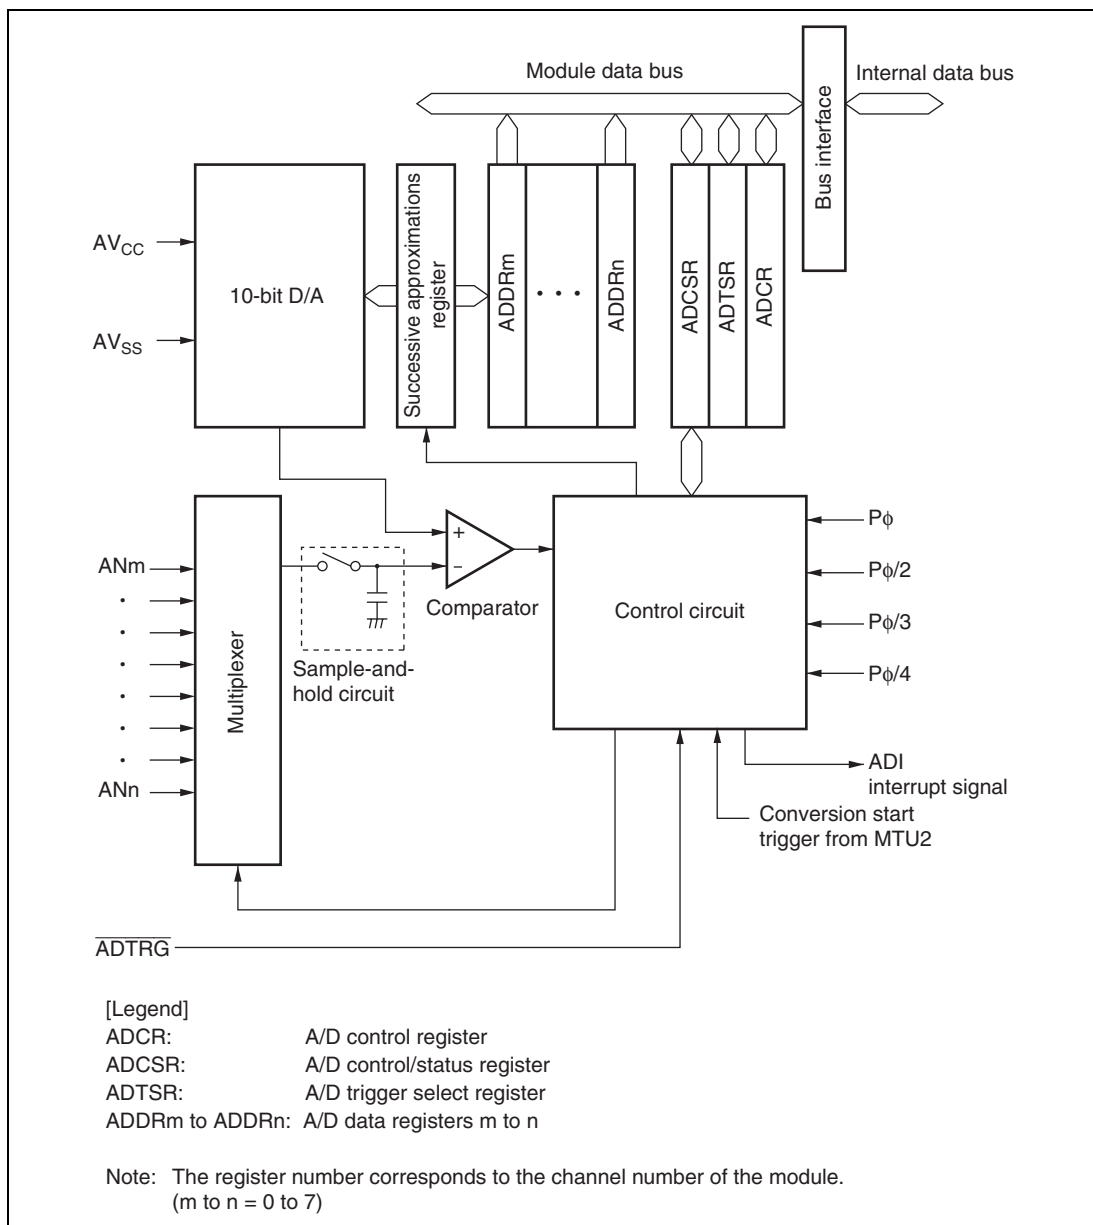 Module data bus
Internal data bus
Bus interface
AVCC
AVSS
10-bit D/A
Successive approximations
register
ADDRm
• • •
ADDRn
ADCSR
ADTSR
ADCR
ANm
.
.
.
.
.
.
ANn
Multiplexer
Sample-and-
hold circuit
+
−
Comparator
Control circuit
Pϕ
Pϕ/2
Pϕ/3
Pϕ/4
ADI
interrupt signal
Conversion start
trigger from MTU2
ADTRG
[Legend]
ADCR: A/D control register
ADCSR: A/D control/status register
ADTSR: A/D trigger select register
ADDRm to ADDRn: A/D data registers m to n
Note: The register number corresponds to the channel number of the module.
(m to n = 0 to 7)